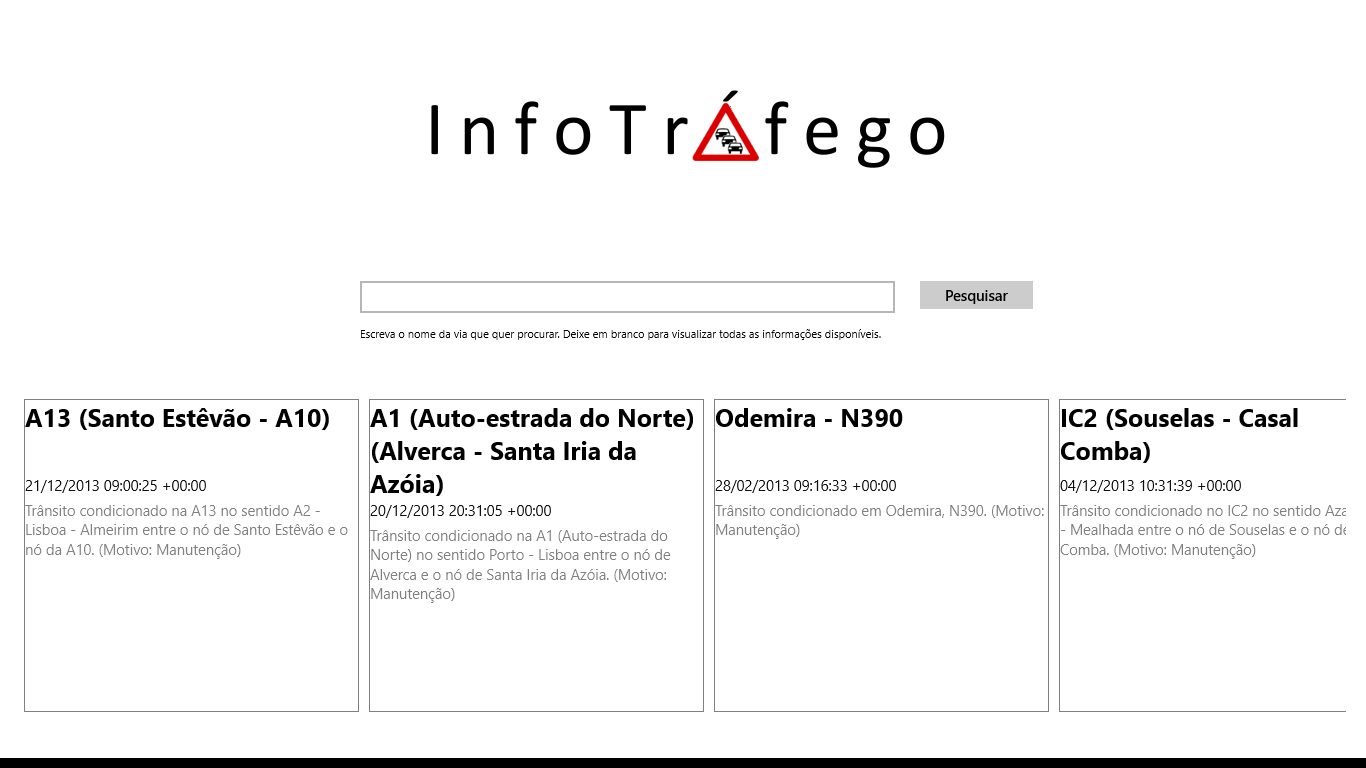 InfoTráfego
Pesquisar
Escreva o nome da via que quer procurar. Deixe em branco para visualizar todas as informações disponíveis.
A13 (Santo Estêvão - A10)
21/12/2013 09:00:25 +00:00
Trânsito condicionado na A13 no sentido A2 -
Lisboa - Almeirim entre o nó de Santo Estêvão e o
nó da A10. (Motivo: Manutenção)
A1 (Auto-estrada do Norte)
(Alverca - Santa Iria da
Azóia)
20/12/2013 20:31:05 +00:00
Trânsito condicionado na A1 (Auto-estrada do
Norte) no sentido Porto - Lisboa entre o nó de
Alverca e o nó de Santa Iria da Azóia. (Motivo:
Manutenção)
Odemira - N390
28/02/2013 09:16:33 +00:00
Trânsito condicionado em Odemira, N390. (Motivo:
Manutenção)
IC2 (Souselas - Casal
Comba)
04/12/2013 10:31:39 +00:00
Trânsito condicionado no IC2 no sentido
- Mealhada entre o nó de Souselas e o nó
Comba. (Motivo: Manutenção)